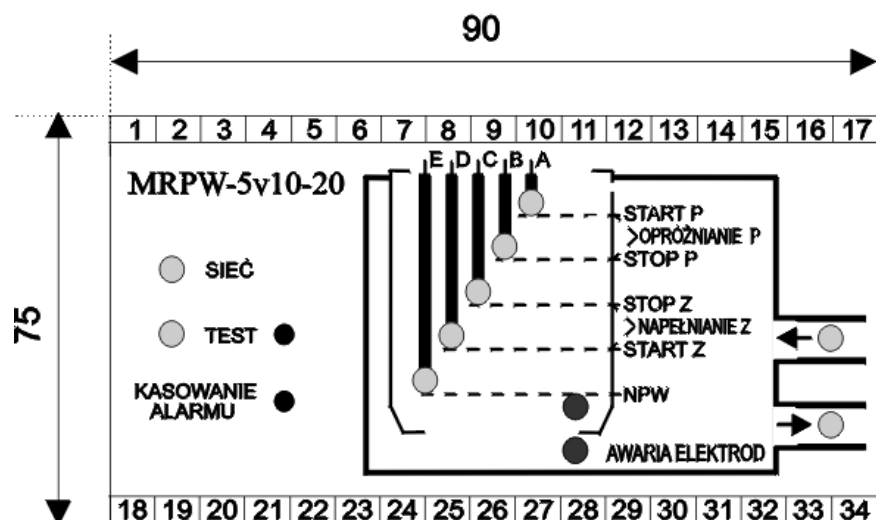 90
1 2 3 4 5 6 7 8 9 10 11 12 13 14 15 16 17
E D C B A
MRPW-5v10-20
START P
>OPRÓŻNIANIE P
STOP P
SIEĆ
STOP Z
75
TEST
>NAPEŁNIANIE Z
START Z
KASOWANIE
ALARMU
NPW
AWARIA ELEKTROD
18 19 20 21 22 23 24 25 26 27 28 29 30 31 32 33 34